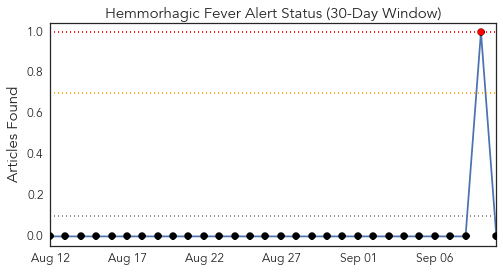 Hemmorhagic Fever Alert Status (30-Day Window)
Articles Found
1.0
0.8
0.6
0.4
0.2
0.0
Aug 12 Aug 17 Aug 22 Aug 27 Sep 01 Sep 06